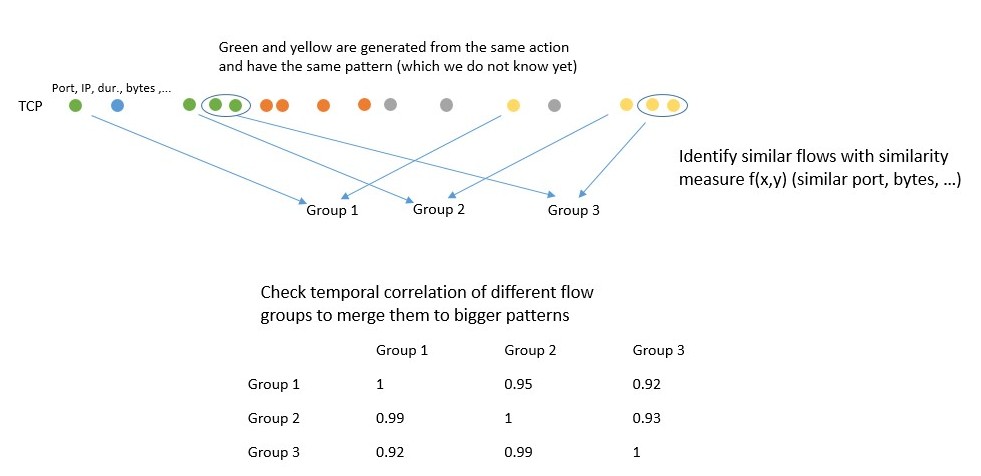 Green and yellow are generated from the same action
and have the same pattern (which we do not know yet)
Port, IP, dur., bytes ,...
TCP
Identify similar flows with similarity
measure f(x,y) (similar port, bytes, …)
Group 1 Group 2 Group 3
Check temporal correlation of different flow
groups to merge them to bigger patterns
Group 1 Group 2 Group 3
Group 1 1 0.95 0.92
Group 2 0.99 1 0.93
Group 3 0.92 0.99 1